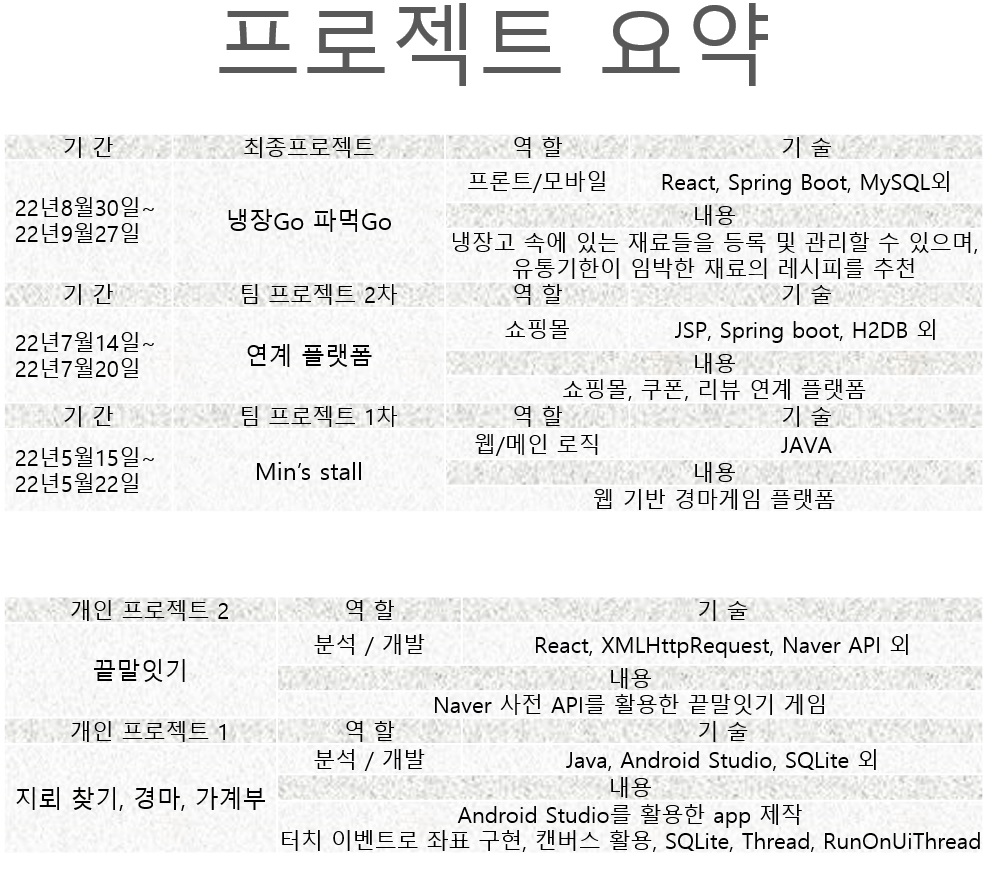 프로젝트 요약
기 간 최종프로젝트 역 할 기 술
22년8월30일~
22년9월27일
냉장Go 파먹Go
프론트/모바일 React, Spring Boot, MySQL외
내용
냉장고 속에 있는 재료들을 등록 및 관리할 수 있으며,
유통기한이 임박한 재료의 레시피를 추천
기 간 팀 프로젝트 2차 역 할 기 술
22년7월14일~
22년7월20일
연계 플랫폼
쇼핑몰 JSP, Spring boot, H2DB 외
내용
쇼핑몰, 쿠폰, 리뷰 연계 플랫폼
기 간 팀 프로젝트 1차 역 할 기 술
22년5월15일~
22년5월22일
Min’s stall
웹/메인 로직 JAVA
내용
웹 기반 경마게임 플랫폼
개인 프로젝트 2 역 할 기 술
끝말잇기
분석 / 개발 React, XMLHttpRequest, Naver API 외
내용
Naver 사전 API를 활용한 끝말잇기 게임
개인 프로젝트 1 역 할 기 술
지뢰 찾기, 경마, 가계부
분석 / 개발 Java, Android Studio, SQLite 외
내용
Android Studio를 활용한 app 제작
터치 이벤트로 좌표 구현, 캔버스 활용, SQLite, Thread, RunOnUiThread